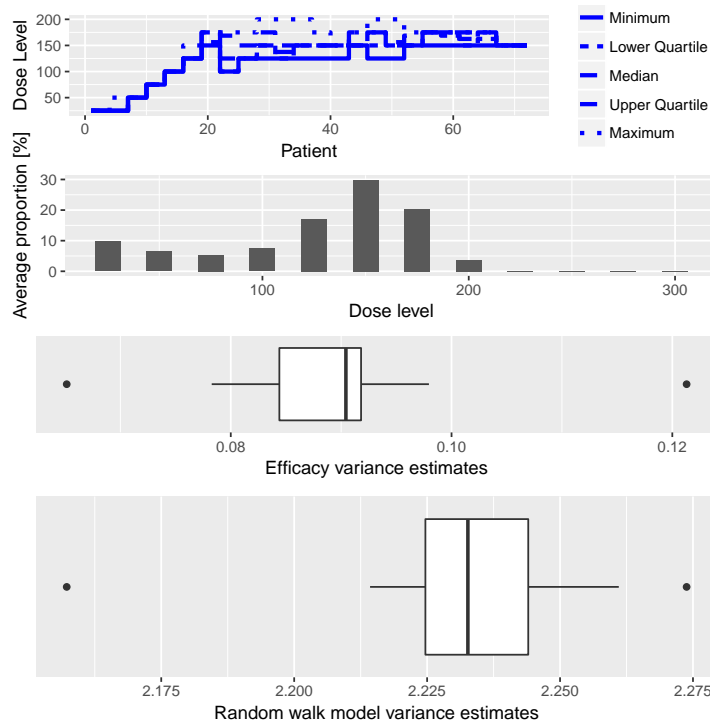 Dose Level
200
150
100
50
0
20
40
60
Patient
Minimum
Lower Quartile
Median
Upper Quartile
Maximum
Average proportion [%]
30
20
10
0
100
200
300
Dose level
0.08
0.10
0.12
Efficacy variance estimates
2.175
2.200
2.225
2.250
2.275
Random walk model variance estimates